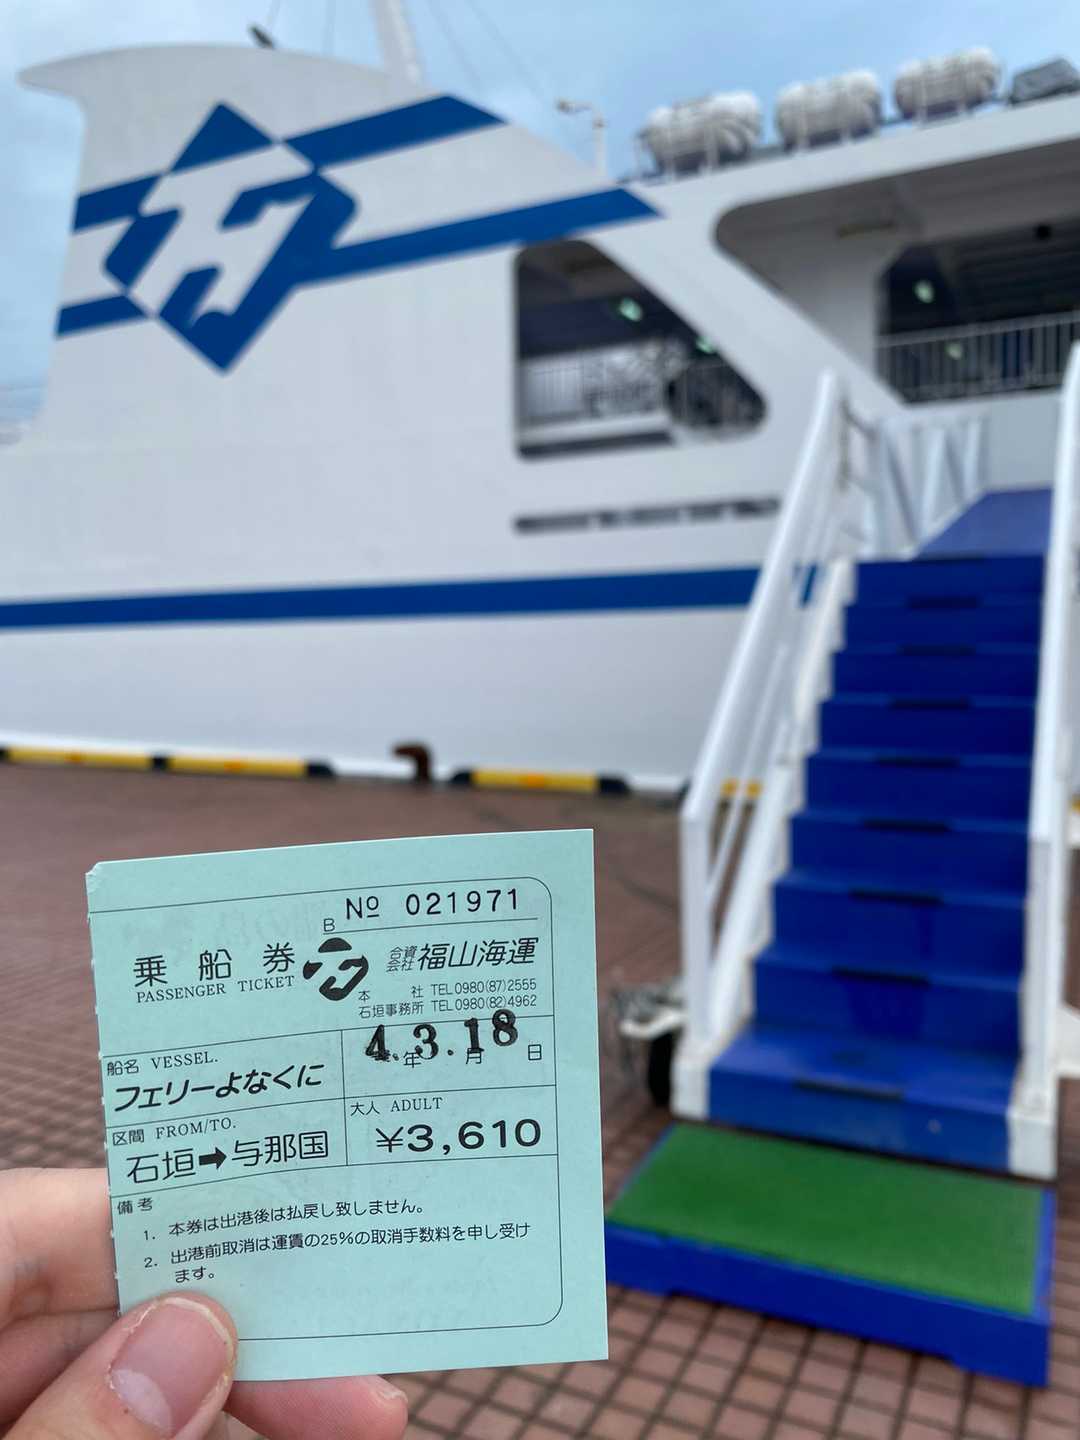 B № 021971
乗船券
PASSENGER TICKET
合資会社 福山海運
本社 TEL0980(87)2555
石垣事務所 TEL0980(82)4962
船名 VESSEL.
フェリーよなくに
4.3.18
年 月 日
区間 FROM/TO.
石垣➡与那国
大人 ADULT
¥3,610
備考
1. 本券は出港後は払戻し致しません。
2. 出港前取消は運賃の25%の取消手数料を申し受け
ます。